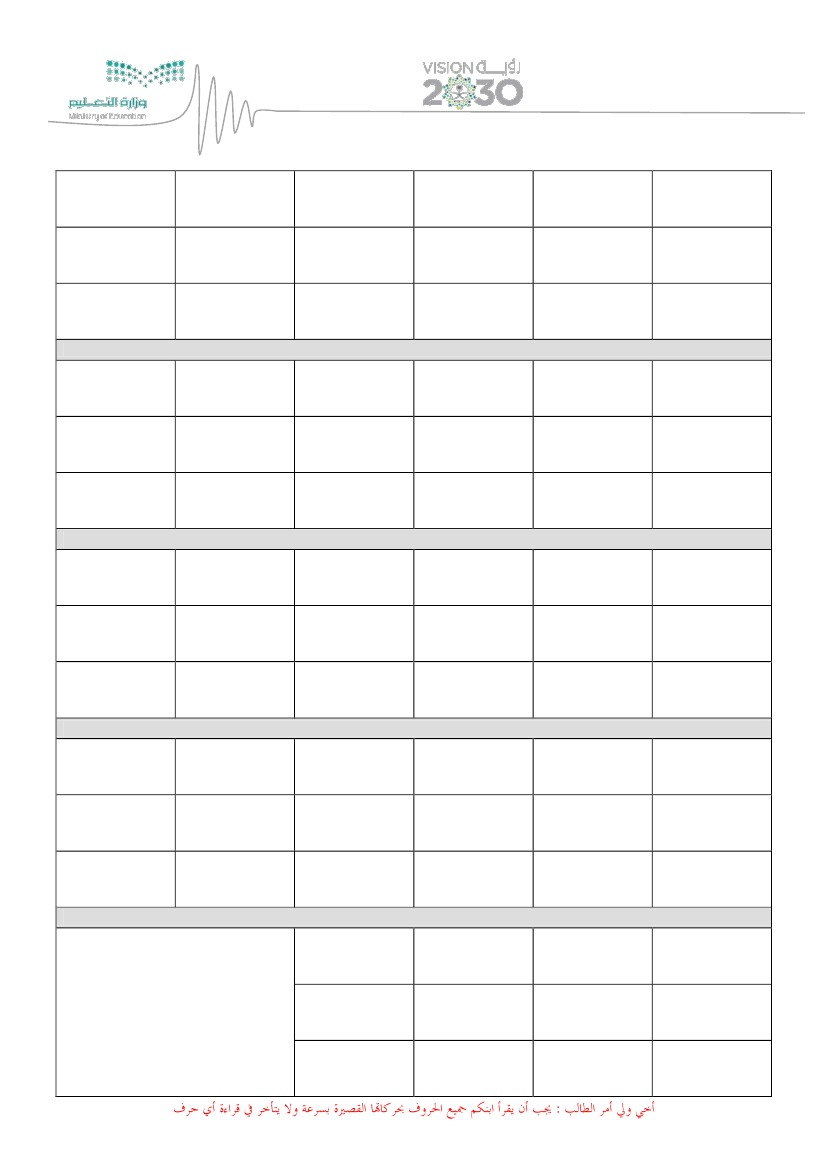 رؤيـــة VISION
2030
وزارة التعليم
Ministry of Education
أخي ولي أمر الطالب : يجب أن يقرأ ابنكم جميع الحروف بحركاتها القصيرة بسرعة ولا يتأخر في قراءة أي حرف